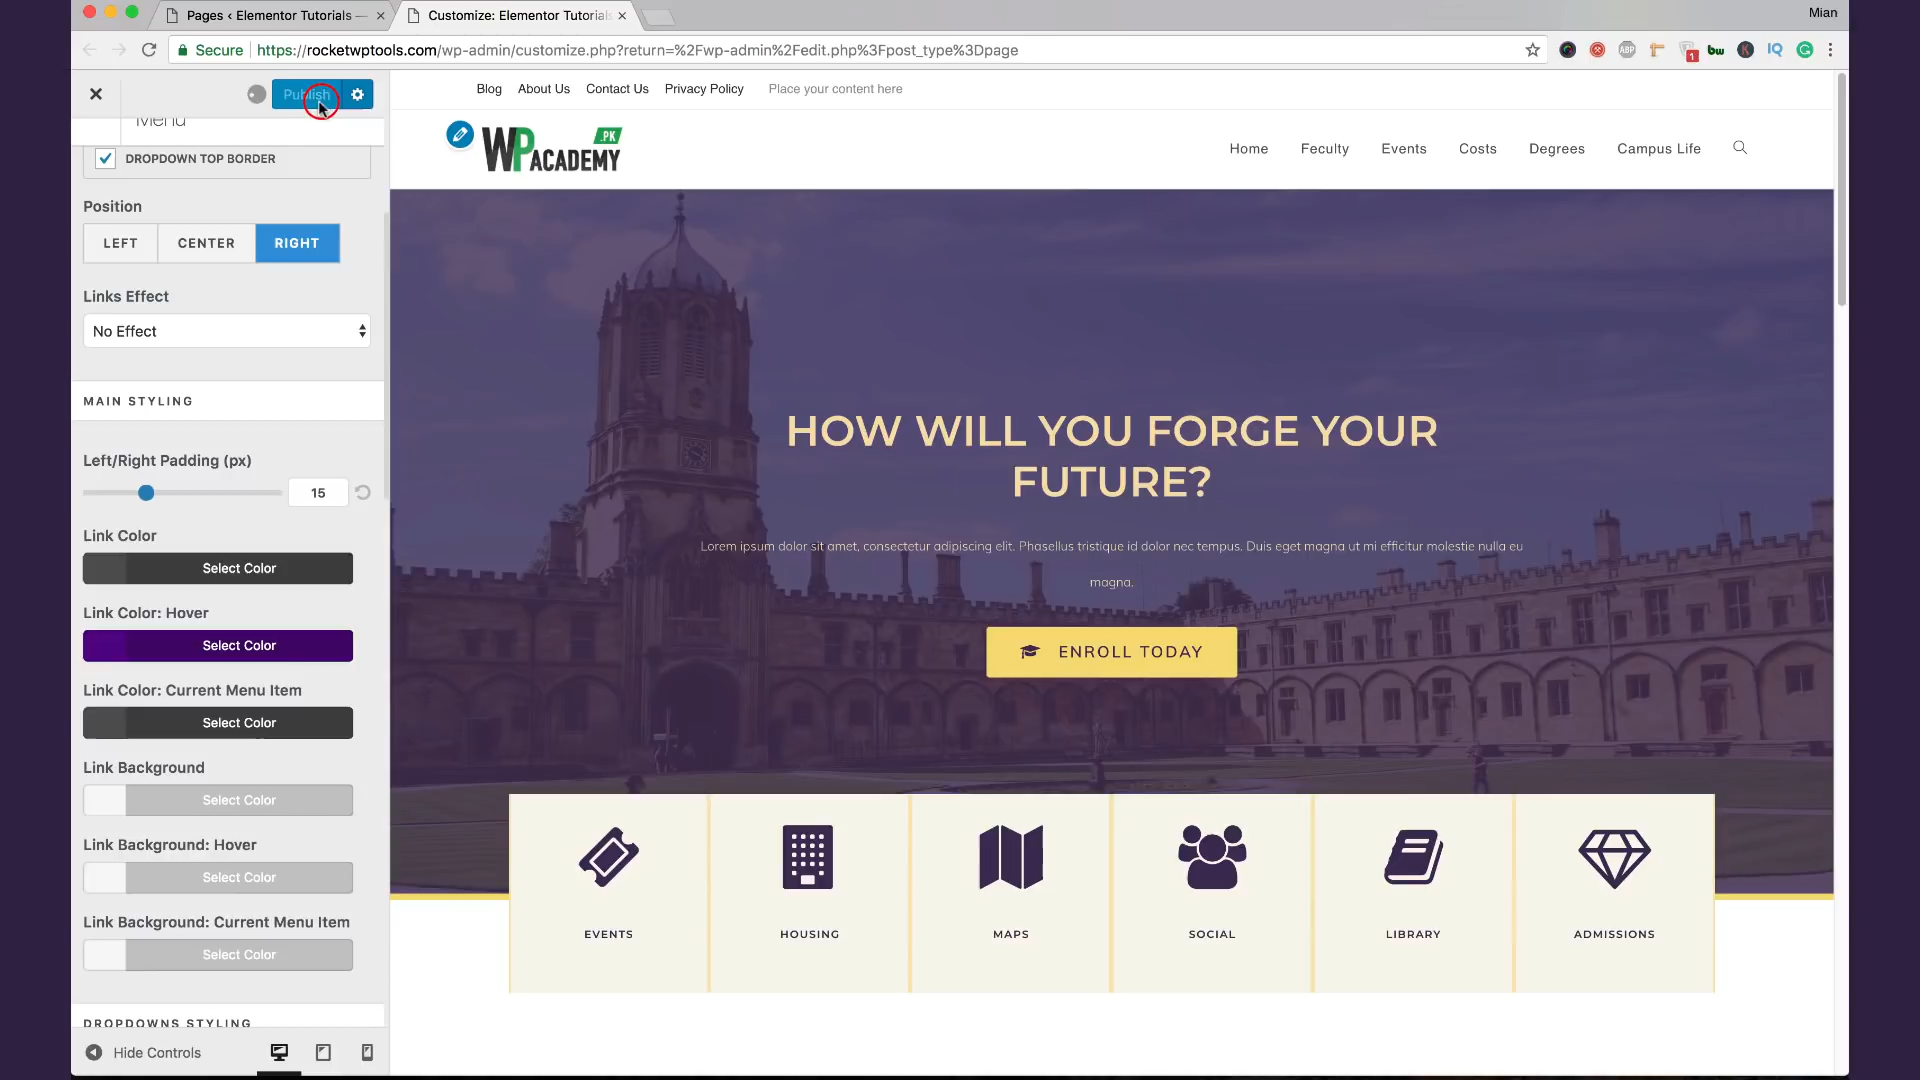 Pages ‹ Elementor Tutorials —
Customize: Elementor Tutorials
Mian
Secure
https://rocketwptools.com/wp-admin/customize.php?return=%2Fwp-admin%2Fedit.php%3Fpost_type%3Dpage
ABP
1
bw
K
IQ
Publish
Menu
DROPDOWN TOP BORDER
Position
LEFT CENTER RIGHT
Links Effect
No Effect
MAIN STYLING
Left/Right Padding (px)
15
Link Color
Select Color
Link Color: Hover
Select Color
Link Color: Current Menu Item
Select Color
Link Background
Select Color
Link Background: Hover
Select Color
Link Background: Current Menu Item
Select Color
DROPDOWNS STYLING
Hide Controls
Blog About Us Contact Us Privacy Policy Place your content here
WP ACADEMY .PK
Home Feculty Events Costs Degrees Campus Life
HOW WILL YOU FORGE YOUR
FUTURE?
Lorem ipsum dolor sit amet, consectetur adipiscing elit. Phasellus tristique id dolor nec tempus. Duis eget magna ut mi efficitur molestie nulla eu
magna.
ENROLL TODAY
EVENTS HOUSING MAPS SOCIAL LIBRARY ADMISSIONS